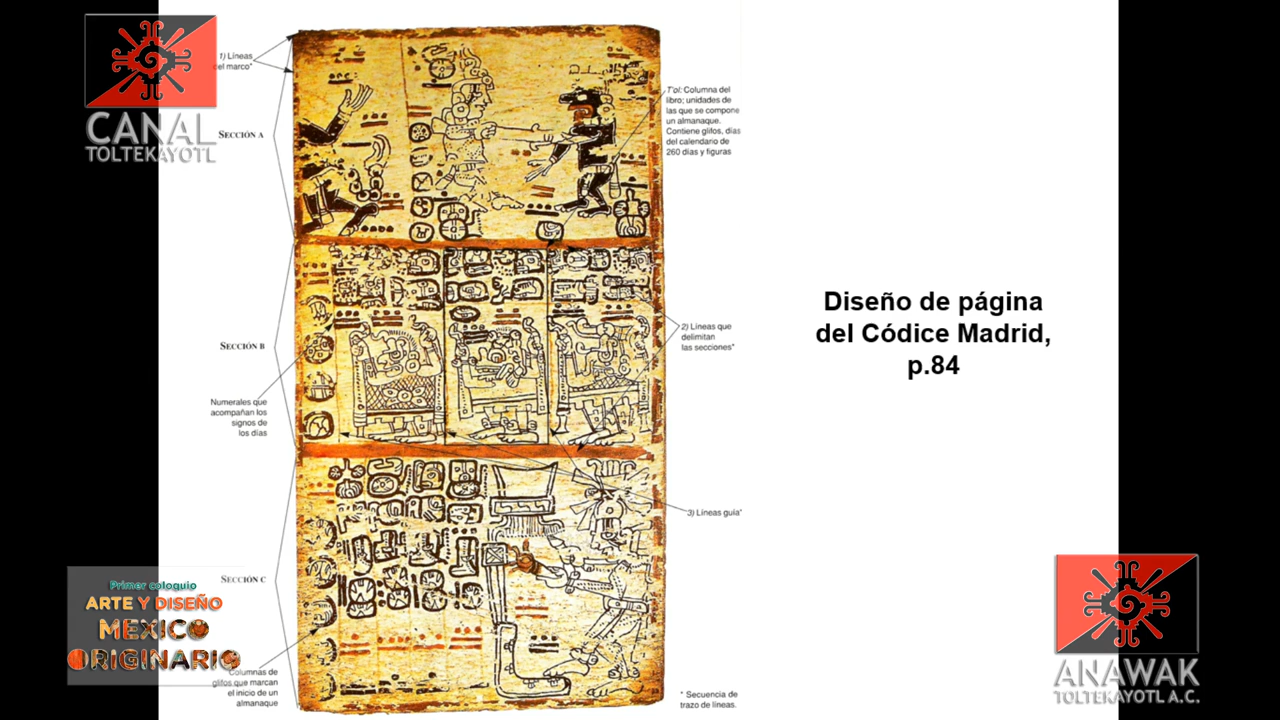 CANAL
TOLTEKAYOTL
1) Líneas
del marco*
SECCIÓN A
T'ol: Columna del
libro; unidades de
las que se compone
un almanaque.
Contiene glifos, días
del calendario de
260 días y figuras
SECCIÓN B
2) Líneas que
delimitan
las secciones*
Numerales que
acompañan los
signos de
los días
Diseño de página
del Códice Madrid,
p.84
3) Líneas guía*
SECCIÓN C
Primer coloquio
ARTE Y DISEÑO
MEXICO
ORIGINARIO
Columnas de
glifos que marcan
el inicio de un
almanaque
* Secuencia de
trazo de líneas.
ANAWAK
TOLTEKAYOTL A.C.